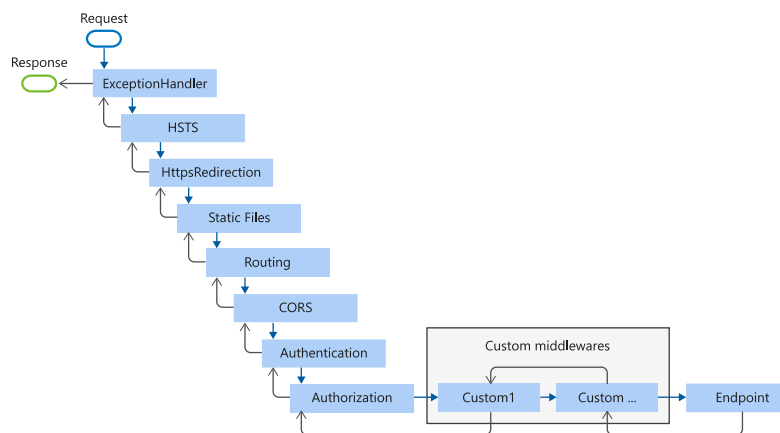 Request
Response
ExceptionHandler
HSTS
HttpsRedirection
Static Files
Routing
CORS
Authentication
Custom middlewares
Authorization
Custom1
Custom ...
Endpoint